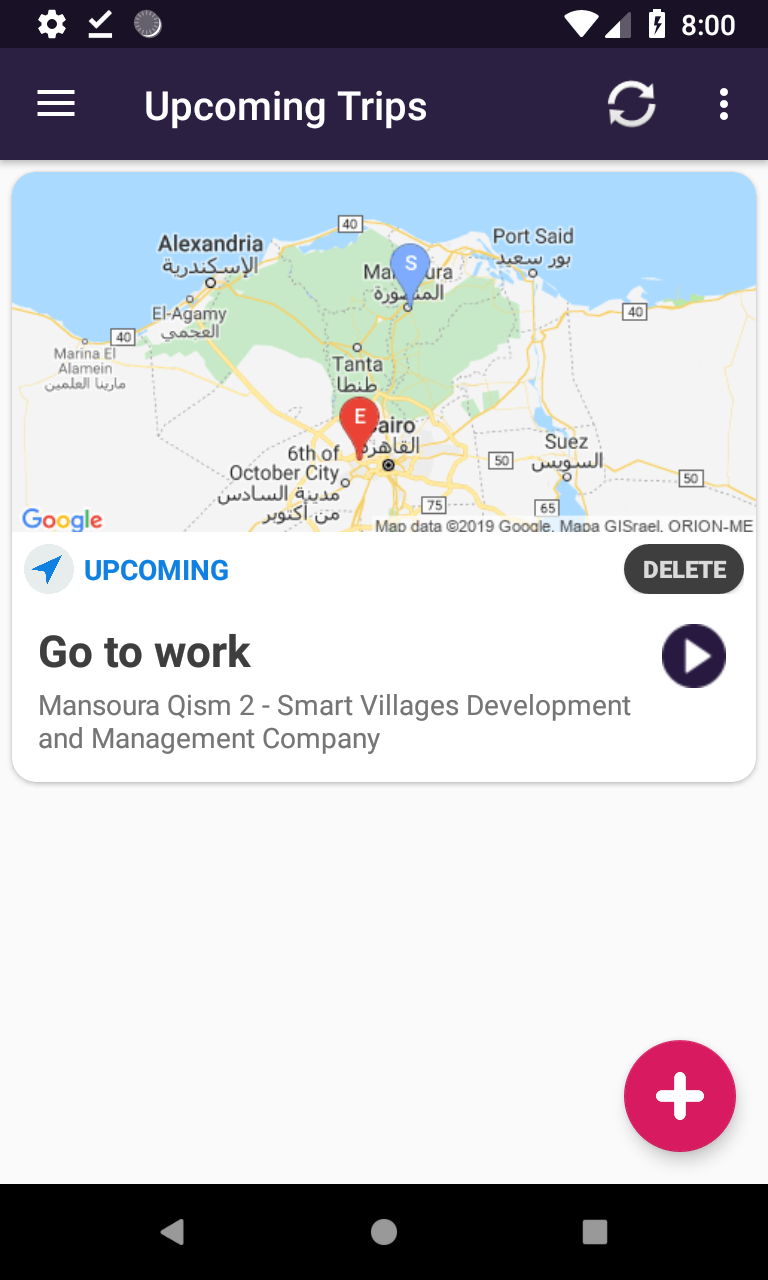 8:00
Upcoming Trips
40
Alexandria
الإسكندرية
Port Said
بور سعيد
S
المنصورة
El-Agamy
العجمي
40
40
Marina El
Alamein
مارينا العلمين
Tanta
طنطا
E
Cairo
القاهرة
6th of
October City
مدينة السادس
من أكتوبر
Suez
السويس
50
50
75
65
Google
Map data ©2019 Google, Mapa GISrael, ORION-ME
UPCOMING
DELETE
Go to work
Mansoura Qism 2 - Smart Villages Development
and Management Company